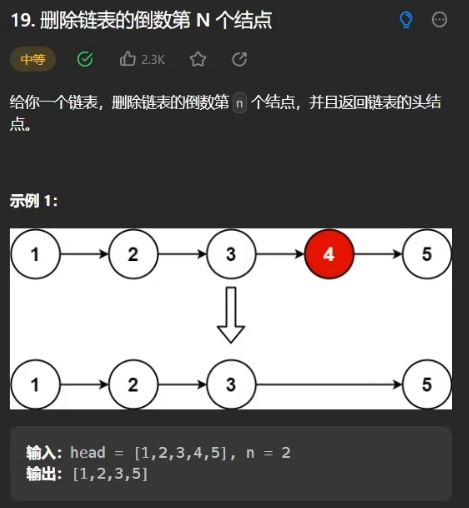 19. 删除链表的倒数第 N 个结点
中等 2.3K
给你一个链表，删除链表的倒数第 n 个结点，并且返回链表的头结
点。
示例 1：
1 2 3 4 5
1 2 3 5
输入：head = [1,2,3,4,5], n = 2
输出：[1,2,3,5]